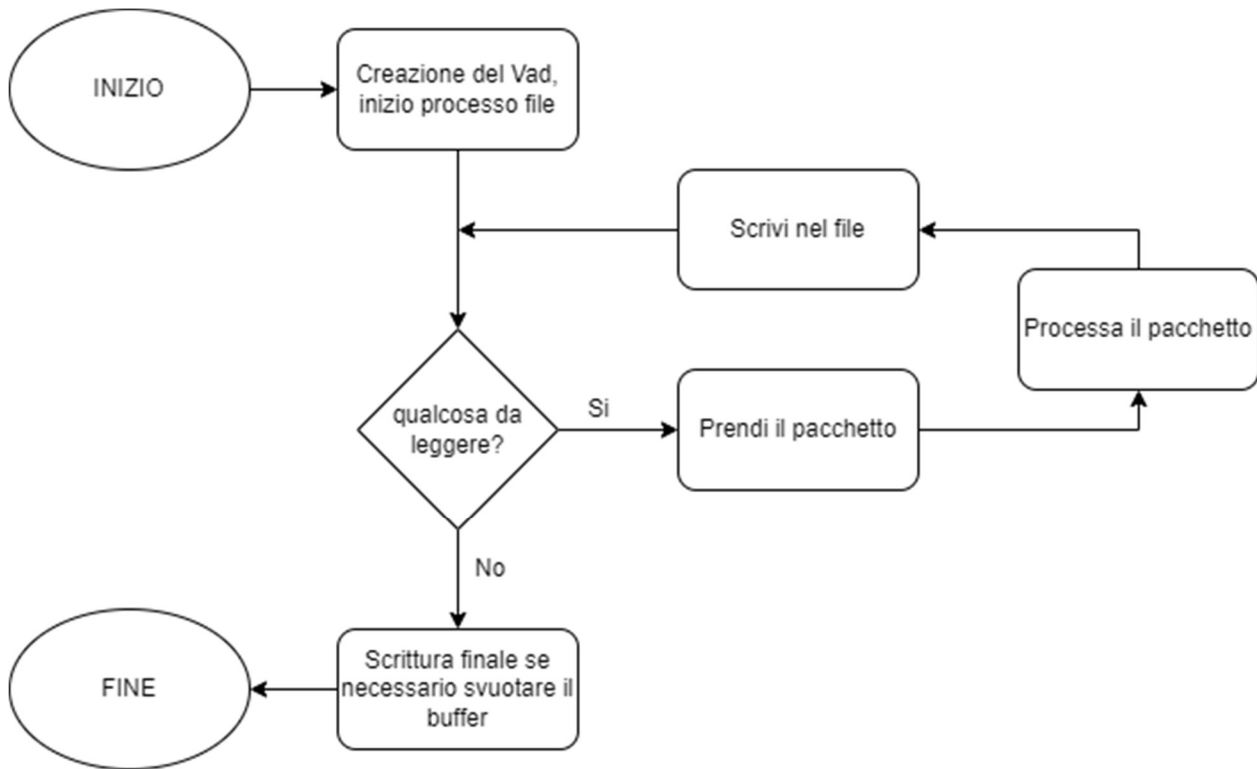 INIZIO
Creazione del Vad,
inizio processo file
Scrivi nel file
Processa il pacchetto
qualcosa da
leggere?
Si
Prendi il pacchetto
No
Scrittura finale se
necessario svuotare il
buffer
FINE